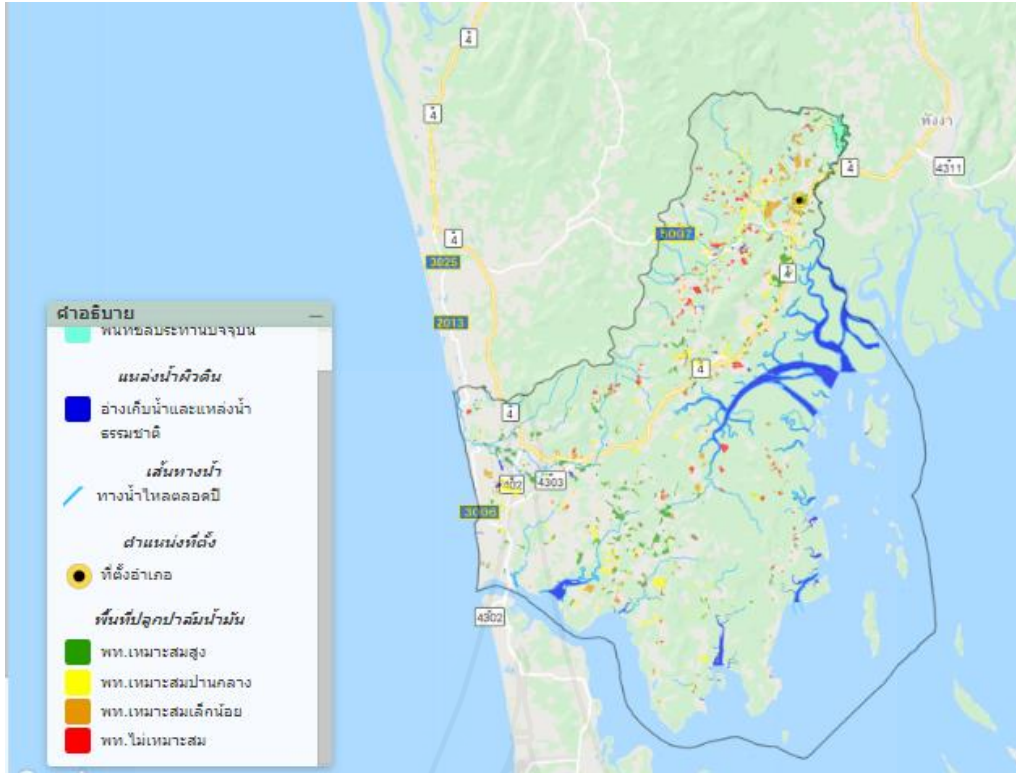 4
4
พังงา
4
4311
4
5007
3025
4
2013
4
4
402
4303
3006
4302
คำอธิบาย
พื้นที่ชลประทานปัจจุบัน
แหล่งน้ำผิวดิน
อ่างเก็บน้ำและแหล่งน้ำ
ธรรมชาติ
เส้นทางน้ำ
ทางน้ำไหลตลอดปี
ตำแหน่งที่ตั้ง
ที่ตั้งอำเภอ
พื้นที่ปลูกปาล์มน้ำมัน
พท.เหมาะสมสูง
พท.เหมาะสมปานกลาง
พท.เหมาะสมเล็กน้อย
พท.ไม่เหมาะสม